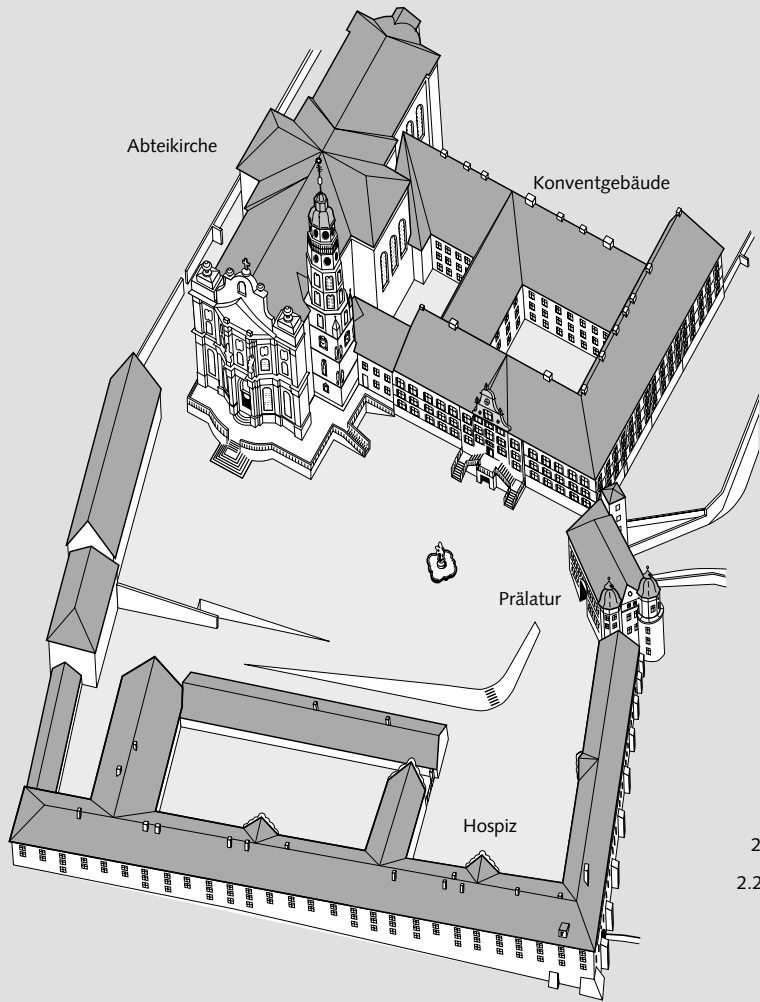 Abteikirche
Konventgebäude
Prälatur
Hospiz
2
2.2